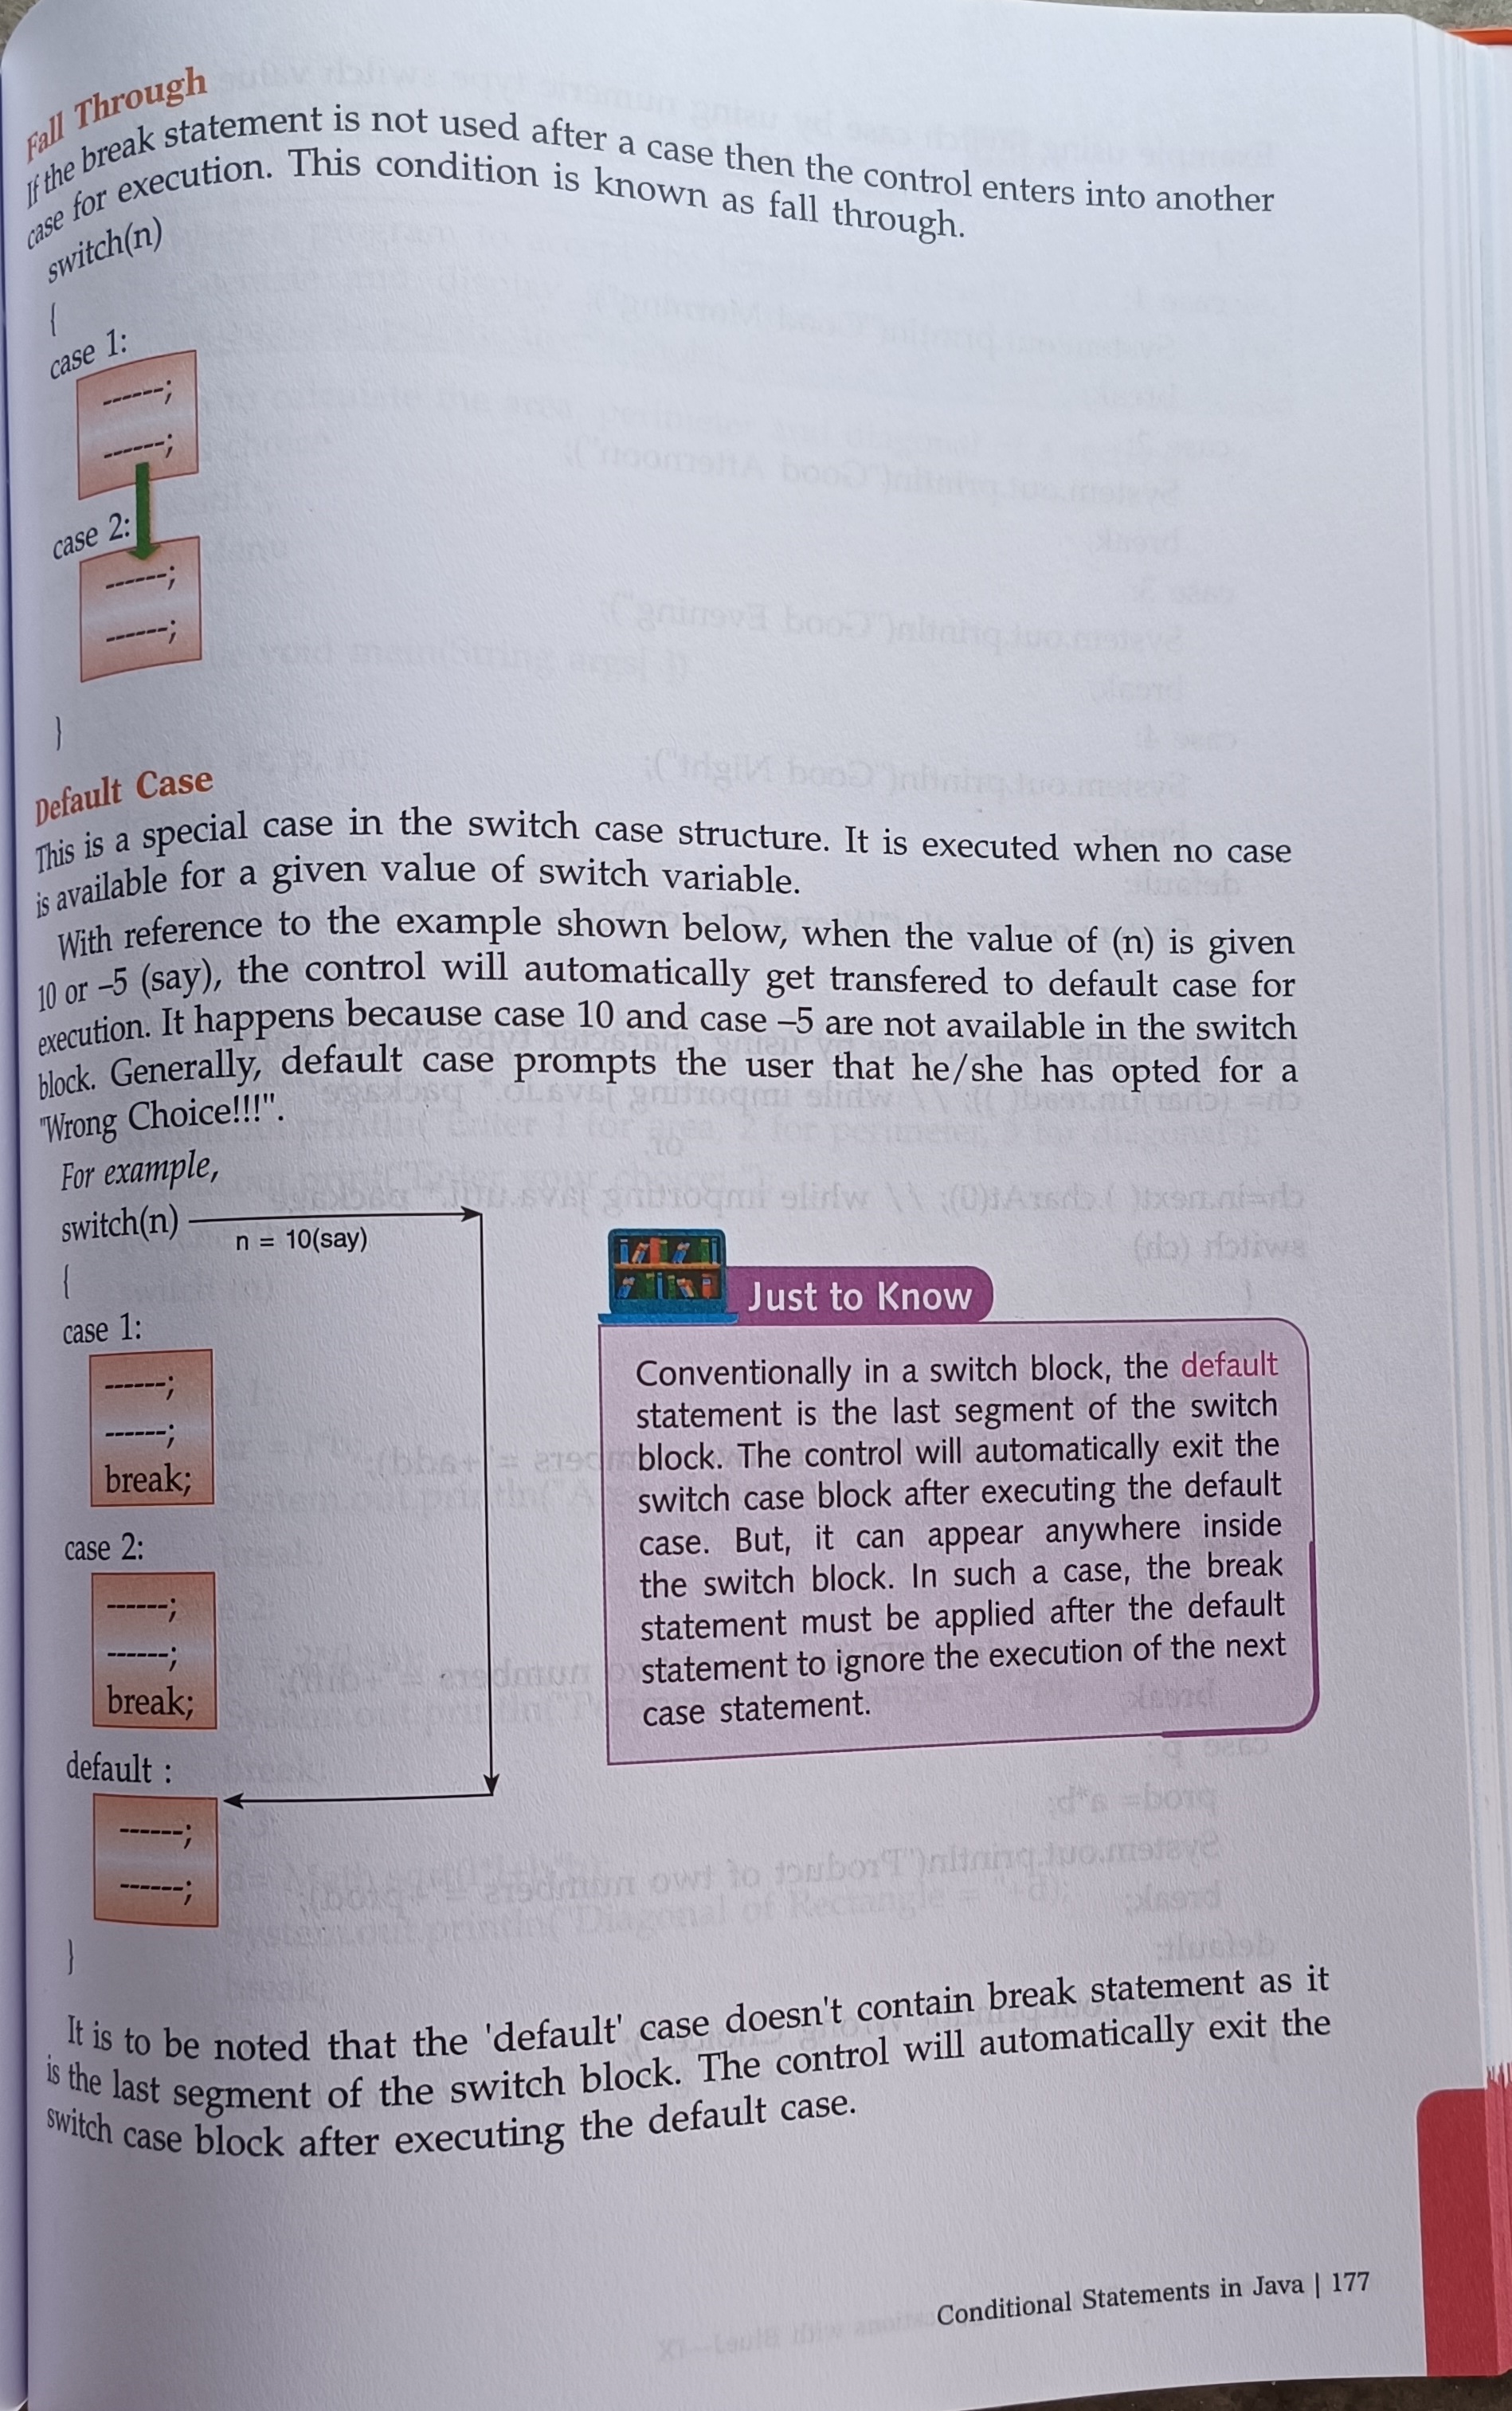 Fall Through
If the break statement is not used after a case then the control enters into another
case for execution. This condition is known as fall through.
switch(n)
{
case 1:
------;
------;
case 2:
------;
------;
}
Default Case
This is a special case in the switch case structure. It is executed when no case
is available for a given value of switch variable.
With reference to the example shown below, when the value of (n) is given
10 or –5 (say), the control will automatically get transfered to default case for
execution. It happens because case 10 and case –5 are not available in the switch
block. Generally, default case prompts the user that he/she has opted for a
"Wrong Choice!!!".
For example,
switch(n)
n = 10(say)
{
case 1:
------;
------;
break;
case 2:
------;
------;
break;
default :
------;
------;
}
Just to Know
Conventionally in a switch block, the default
statement is the last segment of the switch
block. The control will automatically exit the
switch case block after executing the default
case. But, it can appear anywhere inside
the switch block. In such a case, the break
statement must be applied after the default
statement to ignore the execution of the next
case statement.
It is to be noted that the 'default' case doesn't contain break statement as it
is the last segment of the switch block. The control will automatically exit the
switch case block after executing the default case.
Conditional Statements in Java | 177